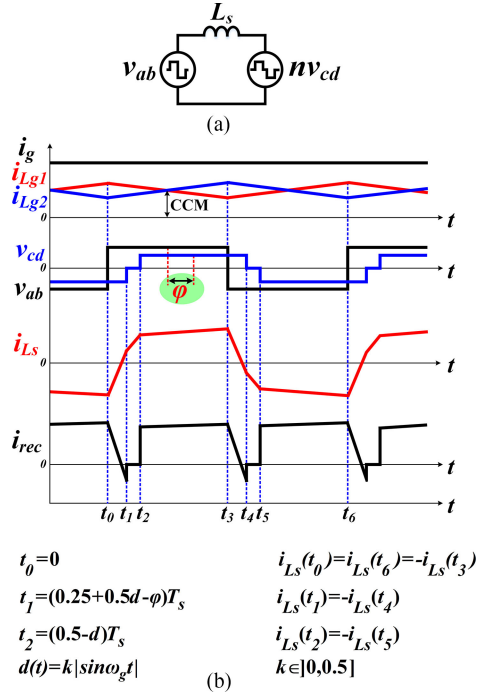 L_s
v_ab nv_cd
(a)
i_g
i_Lg1
i_Lg2
CCM
0
t
v_cd
0
t
v_ab
φ
i_Ls
0
t
i_rec
0
t
t
t_0 t_1 t_2 t_3 t_4 t_5 t_6
t_0=0 i_Ls(t_0)=i_Ls(t_6)=-i_Ls(t_3)
t_1=(0.25+0.5d-φ)T_s i_Ls(t_1)=-i_Ls(t_4)
t_2=(0.5-d)T_s i_Ls(t_2)=-i_Ls(t_5)
d(t)=k|sinω_gt| k∈]0,0.5]
(b)